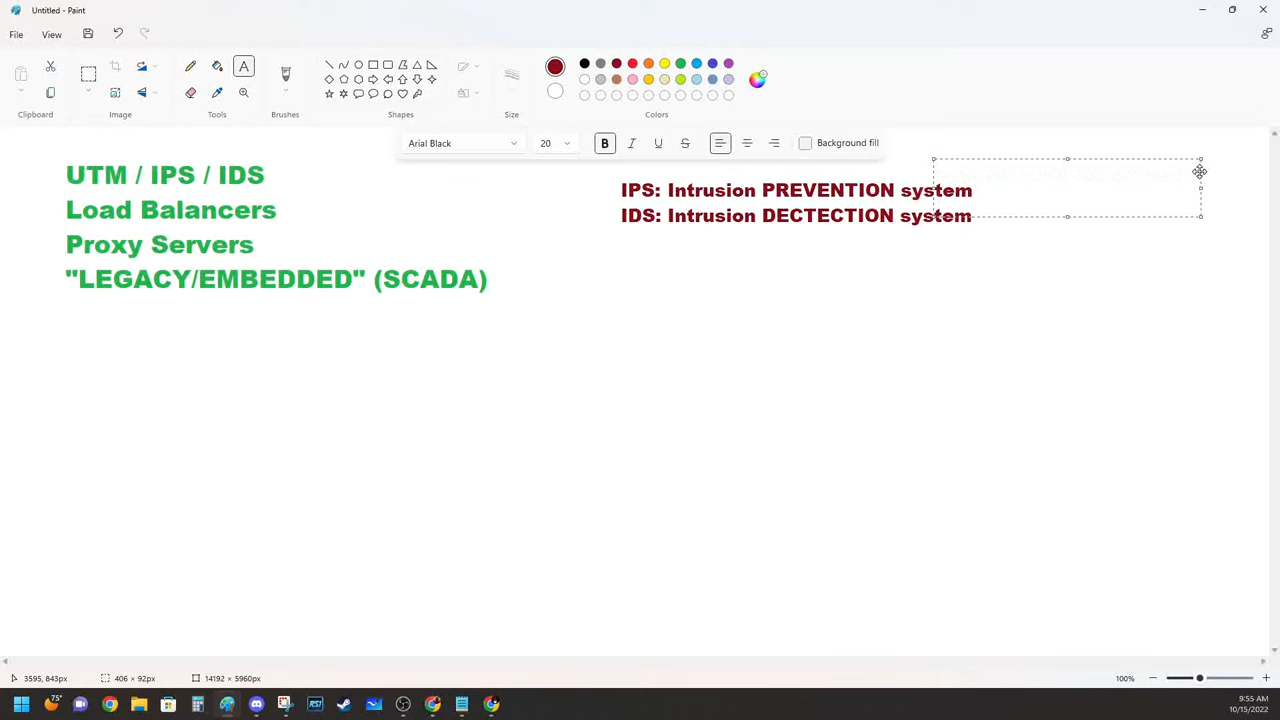 Untitled - Paint
File
View
Clipboard
Image
Tools
Brushes
Shapes
Size
Colors
Arial Black
20
B
I
U
S
Background fill
UTM / IPS / IDS
Load Balancers
Proxy Servers
"LEGACY/EMBEDDED" (SCADA)
IPS: Intrusion PREVENTION system
IDS: Intrusion DECTECTION system
3595, 843px
406 × 92px
14192 × 5960px
100%
75°
RSI
9:55 AM
10/15/2022